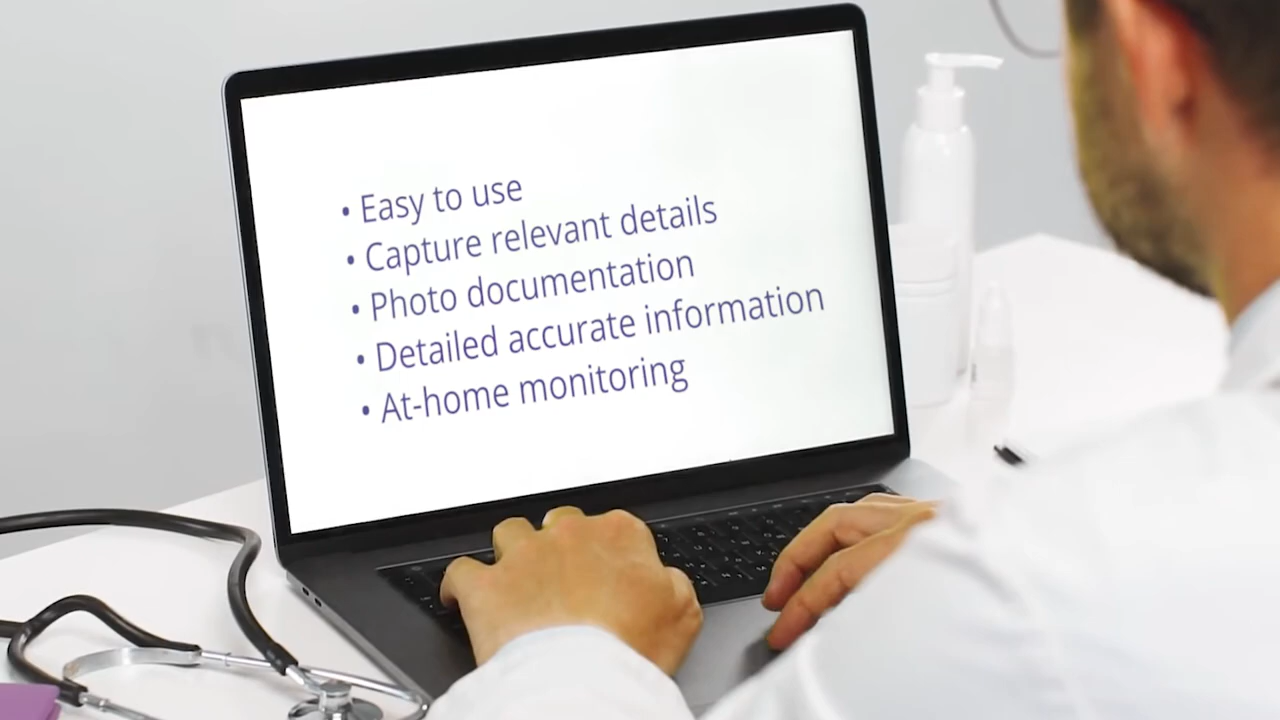 • Easy to use
• Capture relevant details
• Photo documentation
• Detailed accurate information
• At-home monitoring